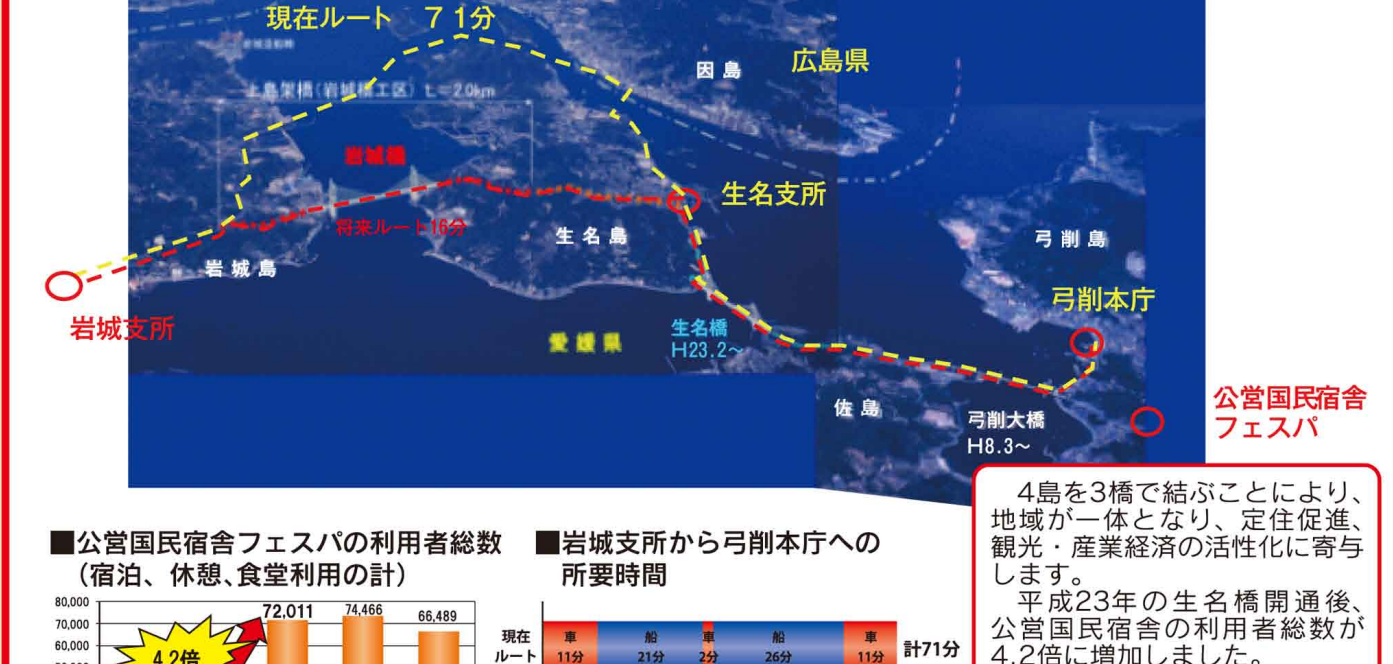 現在ルート 71分
上島架橋(岩城橋工区) L=2.0km
因島
広島県
岩城橋
生名支所
将来ルート16分
生名島
弓削島
岩城島
弓削本庁
岩城支所
愛媛県
生名橋
H23.2～
佐島
弓削大橋
H8.3～
公営国民宿舎
フェスパ
4島を3橋で結ぶことにより、
地域が一体となり、定住促進、
観光・産業経済の活性化に寄与
します。
平成23年の生名橋開通後、
公営国民宿舎の利用者総数が
4.2倍に増加しました。
■公営国民宿舎フェスパの利用者総数
(宿泊、休憩、食堂利用の計)
80,000
70,000
60,000
4.2倍
72,011
74,466
66,489
■岩城支所から弓削本庁への
所要時間
現在
ルート
車
11分
船
21分
車
2分
船
26分
車
11分
計71分